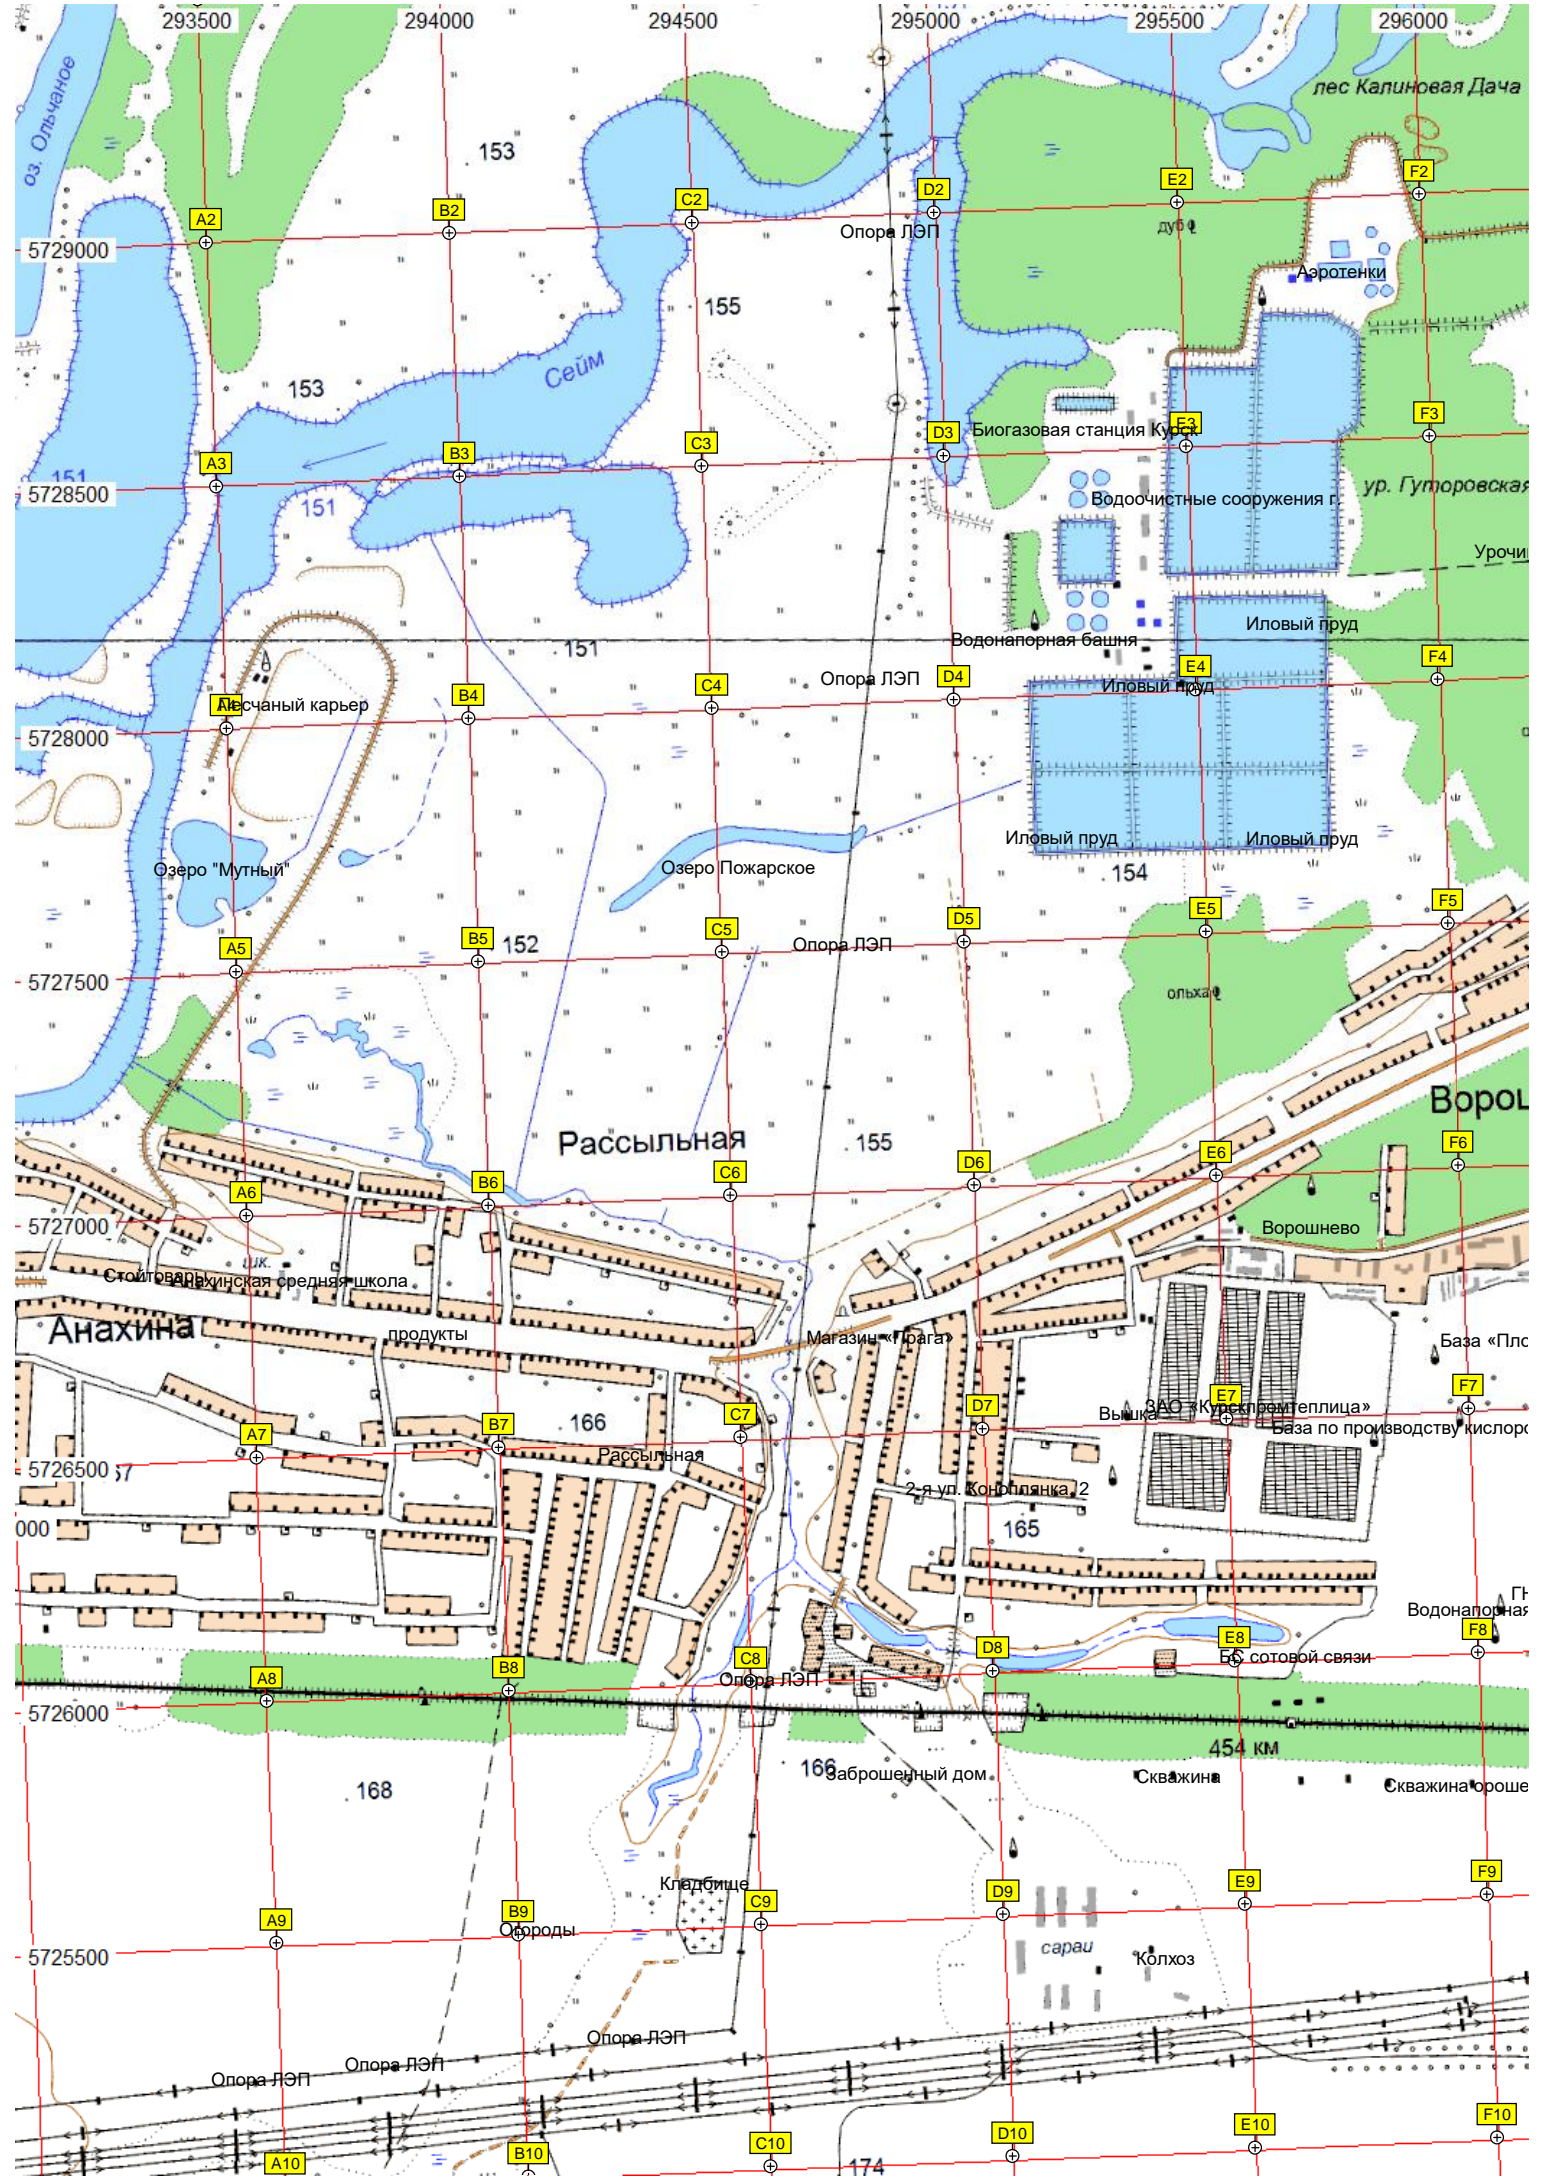 293500 294000 294500 295000 295500 296000
оз. Ольчаное
лес Калиновая Дача
153
A2 B2 C2 D2 E2 F2
Опора ЛЭП
дуб
5729000
Аэротенки
155
Сейм
153
A3 B3 C3 D3 E3 F3
Биогазовая станция Курск
151
151
5728500
Водоочистные сооружения г.
ур. Гуторовская
Иловый пруд
Водонапорная башня
151
Опора ЛЭП
A4 B4 C4 D4 E4 F4
Песчаный карьер
Иловый пруд
5728000
Иловый пруд
Иловый пруд
Озеро "Мутный"
Озеро Пожарское
154
A5 B5 C5 D5 E5 F5
152
Опора ЛЭП
5727500
ольха
Рассыльная
155
A6 B6 C6 D6 E6 F6
5727000
Ворошнево
шк.
Анахинская средняя школа
Анахина
продукты
Магазин «Прага»
A7 B7 C7 D7 E7 F7
166
Вышка
ЗАО «Курскпромтеплица»
Рассыльная
5726500
2-я ул. Коноплянка, 2
165
000
Водонапорная
A8 B8 C8 D8 E8 F8
БС сотовой связи
Опора ЛЭП
5726000
454 км
166
Заброшенный дом
Скважина
168
Кладбище
A9 B9 C9 D9 E9 F9
Огороды
5725500
сараи
Колхоз
Опора ЛЭП
Опора ЛЭП
Опора ЛЭП
A10 B10 C10 D10 E10 F10
174